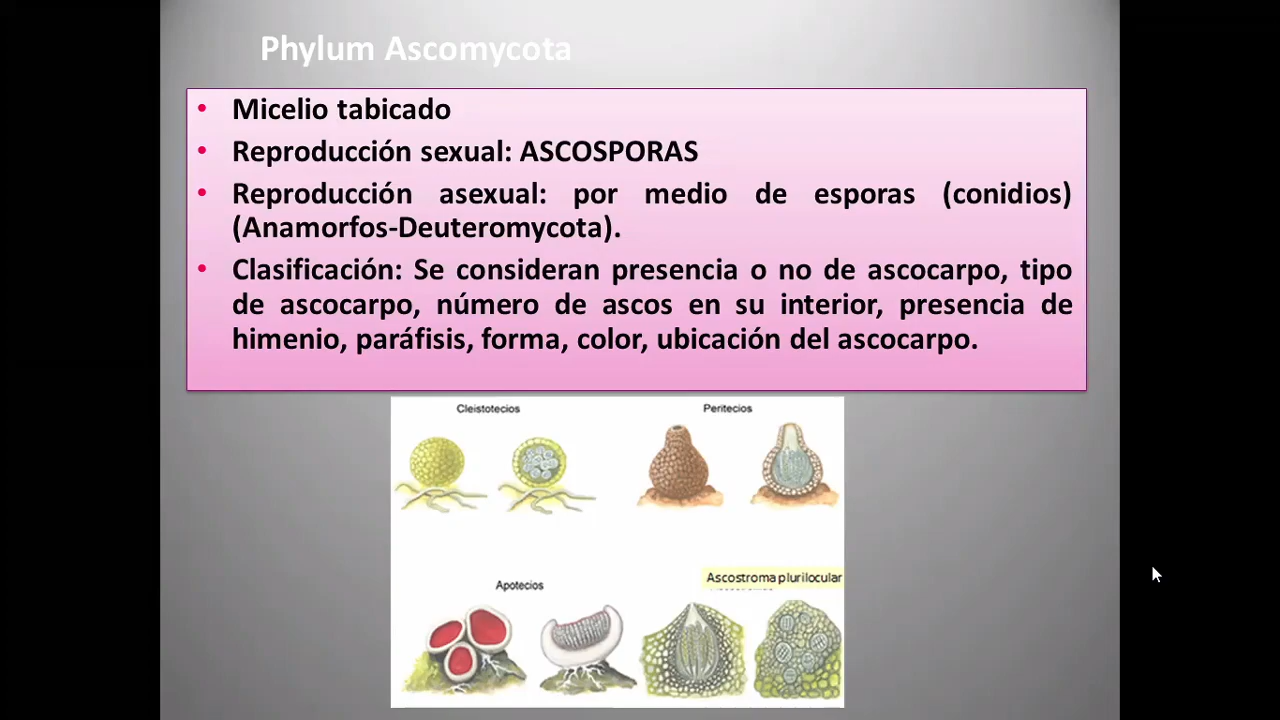 Phylum Ascomycota
• Micelio tabicado
• Reproducción sexual: ASCOSPORAS
• Reproducción asexual: por medio de esporas (conidios)
(Anamorfos-Deuteromycota).
• Clasificación: Se consideran presencia o no de ascocarpo, tipo
de ascocarpo, número de ascos en su interior, presencia de
himenio, paráfisis, forma, color, ubicación del ascocarpo.
Cleistotecios
Peritecios
Apotecios
Ascostroma plurilocular